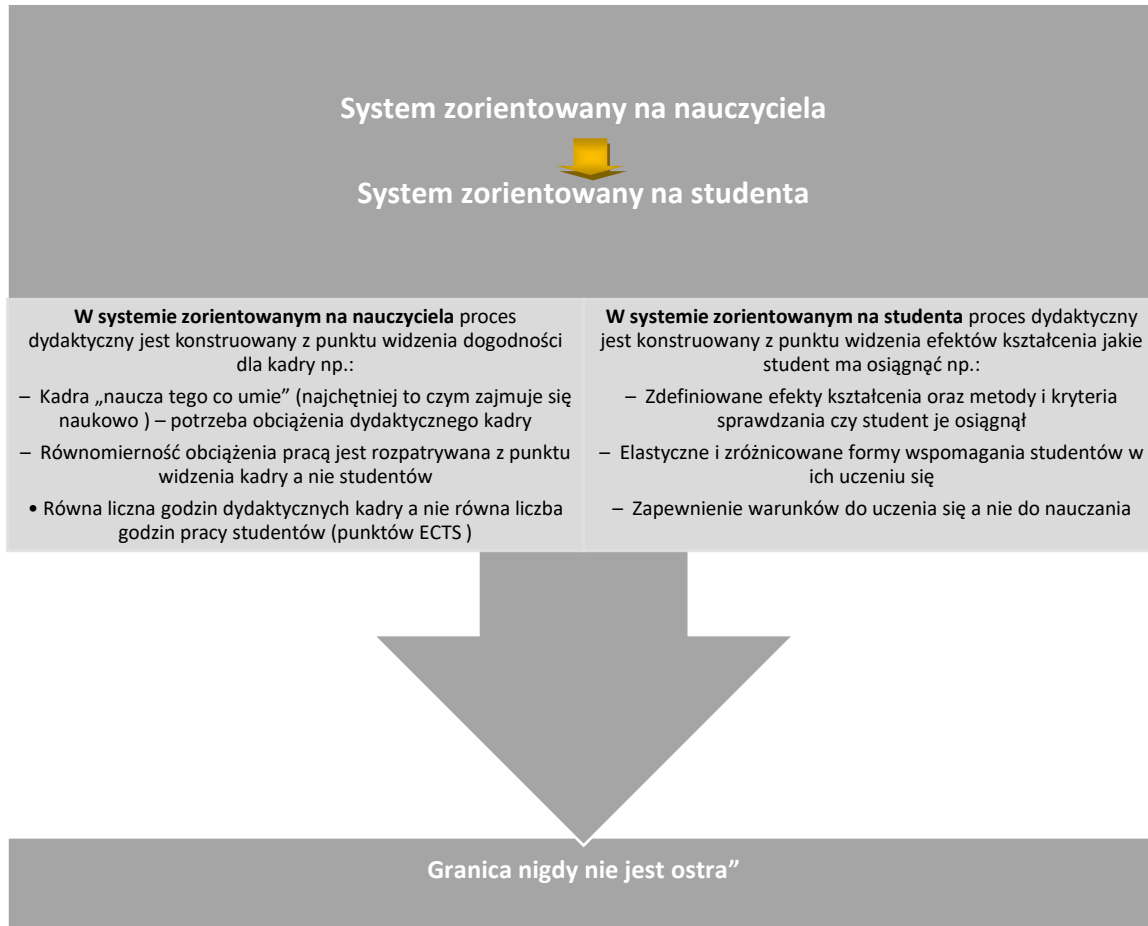 System zorientowany na nauczyciela
System zorientowany na studenta
W systemie zorientowanym na nauczyciela proces
dydaktyczny jest konstruowany z punktu widzenia dogodności
dla kadry np.:
– Kadra „naucza tego co umie” (najchętniej to czym zajmuje się
naukowo ) – potrzeba obciążenia dydaktycznego kadry
– Równomierność obciążenia pracą jest rozpatrywana z punktu
widzenia kadry a nie studentów
• Równa liczba godzin dydaktycznych kadry a nie równa liczba
godzin pracy studentów (punktów ECTS )
W systemie zorientowanym na studenta proces dydaktyczny
jest konstruowany z punktu widzenia efektów kształcenia jakie
student ma osiągnąć np.:
– Zdefiniowane efekty kształcenia oraz metody i kryteria
sprawdzania czy student je osiągnął
– Elastyczne i zróżnicowane formy wspomagania studentów w
ich uczeniu się
– Zapewnienie warunków do uczenia się a nie do nauczania
Granica nigdy nie jest ostra”